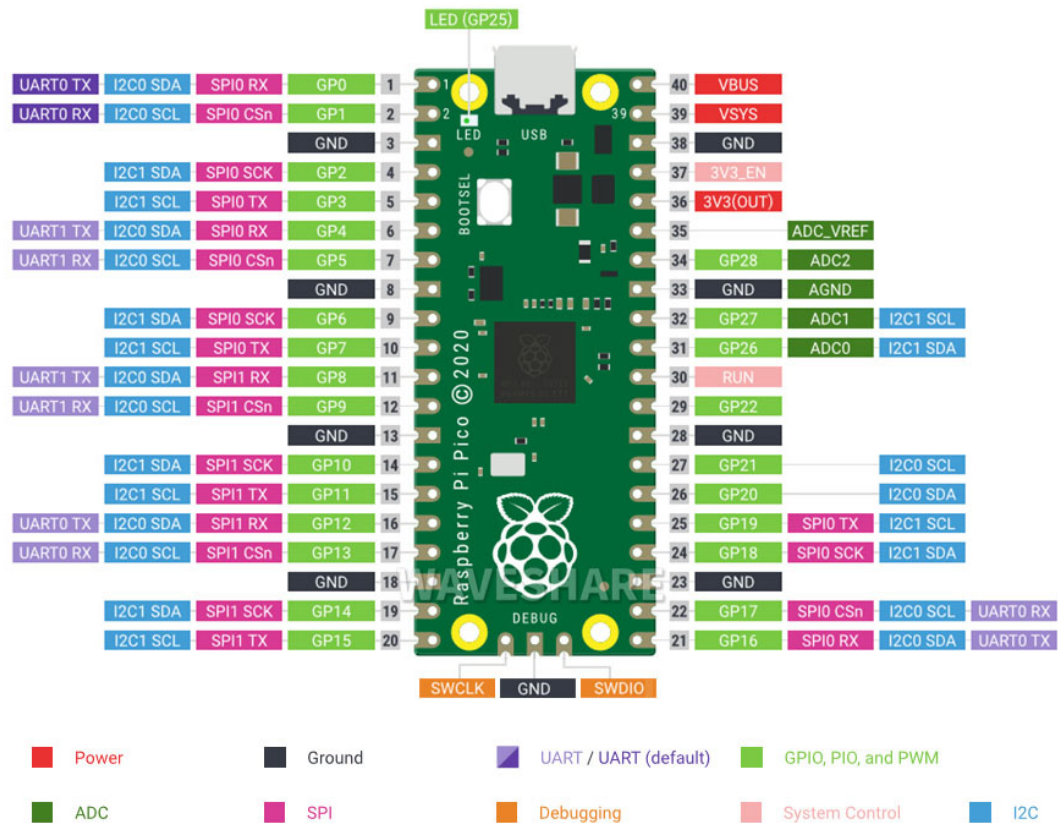 LED (GP25)
UART0 TX I2C0 SDA SPI0 RX GP0 1 1 40 VBUS
UART0 RX I2C0 SCL SPI0 CSn GP1 2 2 39 39 VSYS
LED USB
GND 3 38 GND
I2C1 SDA SPI0 SCK GP2 4 37 3V3_EN
BOOTSEL
I2C1 SCL SPI0 TX GP3 5 36 3V3(OUT)
UART1 TX I2C0 SDA SPI0 RX GP4 6 35 ADC_VREF
UART1 RX I2C0 SCL SPI0 CSn GP5 7 34 GP28 ADC2
GND 8 33 GND AGND
I2C1 SDA SPI0 SCK GP6 9 32 GP27 ADC1 I2C1 SCL
I2C1 SCL SPI0 TX GP7 10 31 GP26 ADC0 I2C1 SDA
UART1 TX I2C0 SDA SPI1 RX GP8 11 30 RUN
UART1 RX I2C0 SCL SPI1 CSn GP9 12 29 GP22
Raspberry Pi Pico © 2020
GND 13 28 GND
I2C1 SDA SPI1 SCK GP10 14 27 GP21 I2C0 SCL
I2C1 SCL SPI1 TX GP11 15 26 GP20 I2C0 SDA
UART0 TX I2C0 SDA SPI1 RX GP12 16 25 GP19 SPI0 TX I2C1 SCL
UART0 RX I2C0 SCL SPI1 CSn GP13 17 24 GP18 SPI0 SCK I2C1 SDA
GND 18 23 GND
WAVESHARE
I2C1 SDA SPI1 SCK GP14 19 22 GP17 SPI0 CSn I2C0 SCL UART0 RX
DEBUG
I2C1 SCL SPI1 TX GP15 20 21 GP16 SPI0 RX I2C0 SDA UART0 TX
SWCLK GND SWDIO
Power Ground UART / UART (default) GPIO, PIO, and PWM
ADC SPI Debugging System Control I2C